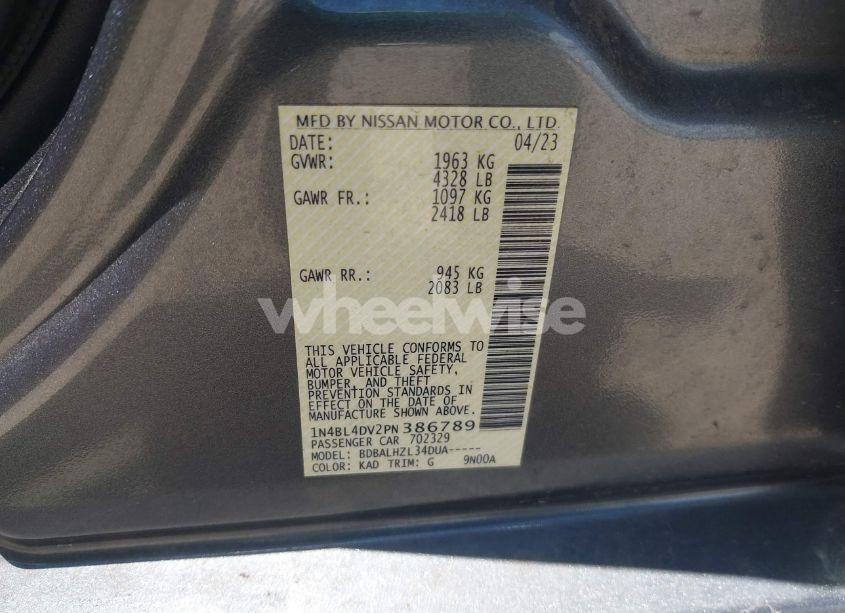 MFD BY NISSAN MOTOR CO., LTD.
DATE: 04/23
GVWR: 1963 KG
4328 LB
GAWR FR.: 1097 KG
2418 LB
GAWR RR.: 945 KG
2083 LB
wheelwise
THIS VEHICLE CONFORMS TO
ALL APPLICABLE FEDERAL
MOTOR VEHICLE SAFETY,
BUMPER, AND THEFT
PREVENTION STANDARDS IN
EFFECT ON THE DATE OF
MANUFACTURE SHOWN ABOVE.
1N4BL4DV2PN386789
PASSENGER CAR 702329
MODEL: BDBALHZL34DUA-----
COLOR: KAD TRIM: G 9N00A